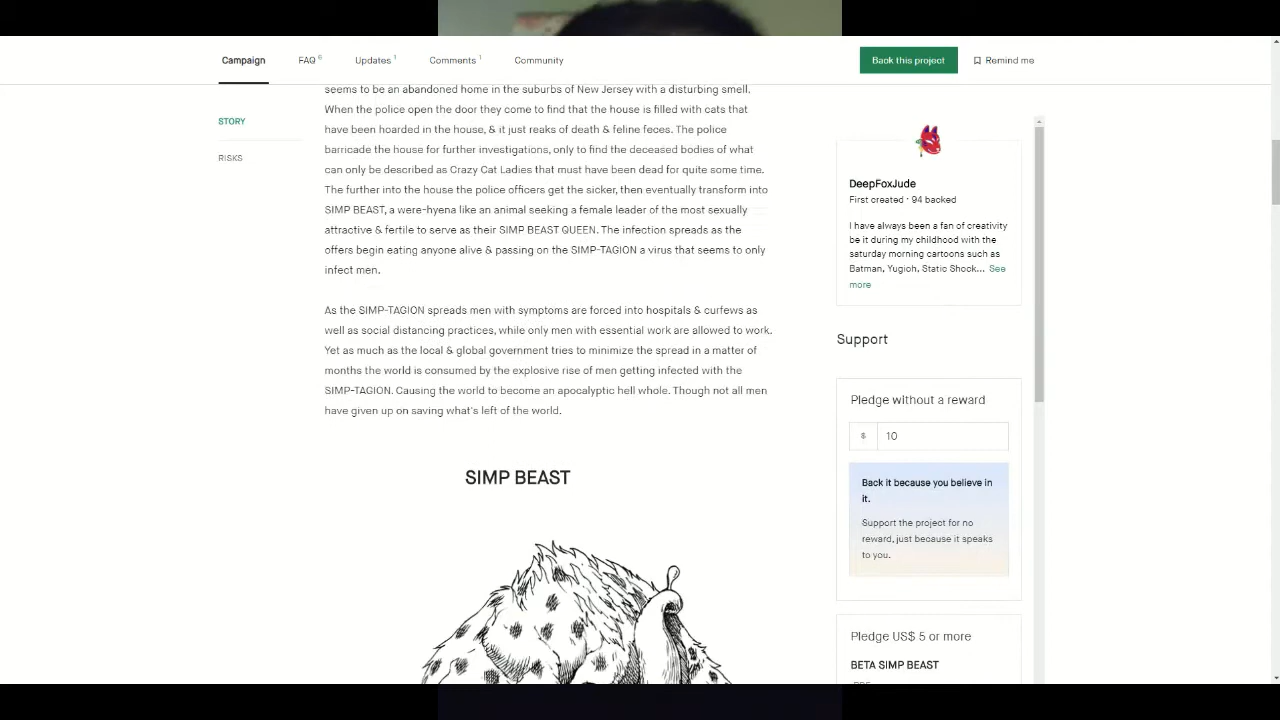 Campaign FAQ 0 Updates 1 Comments 1 Community Back this project Remind me
STORY
RISKS
seems to be an abandoned home in the suburbs of New Jersey with a disturbing smell.
When the police open the door they come to find that the house is filled with cats that
have been hoarded in the house, & it just reaks of death & feline feces. The police
barricade the house for further investigations, only to find the deceased bodies of what
can only be described as Crazy Cat Ladies that must have been dead for quite some time.
The further into the house the police officers get the sicker, then eventually transform into
SIMP BEAST, a were-hyena like an animal seeking a female leader of the most sexually
attractive & fertile to serve as their SIMP BEAST QUEEN. The infection spreads as the
offers begin eating anyone alive & passing on the SIMP-TAGION a virus that seems to only
infect men.
As the SIMP-TAGION spreads men with symptoms are forced into hospitals & curfews as
well as social distancing practices, while only men with essential work are allowed to work.
Yet as much as the local & global government tries to minimize the spread in a matter of
months the world is consumed by the explosive rise of men getting infected with the
SIMP-TAGION. Causing the world to become an apocalyptic hell whole. Though not all men
have given up on saving what's left of the world.
SIMP BEAST
DeepFoxJude
First created · 94 backed
I have always been a fan of creativity
be it during my childhood with the
saturday morning cartoons such as
Batman, Yugioh, Static Shock... See
more
Support
Pledge without a reward
$ 10
Back it because you believe in
it.
Support the project for no
reward, just because it speaks
to you.
Pledge US$ 5 or more
BETA SIMP BEAST